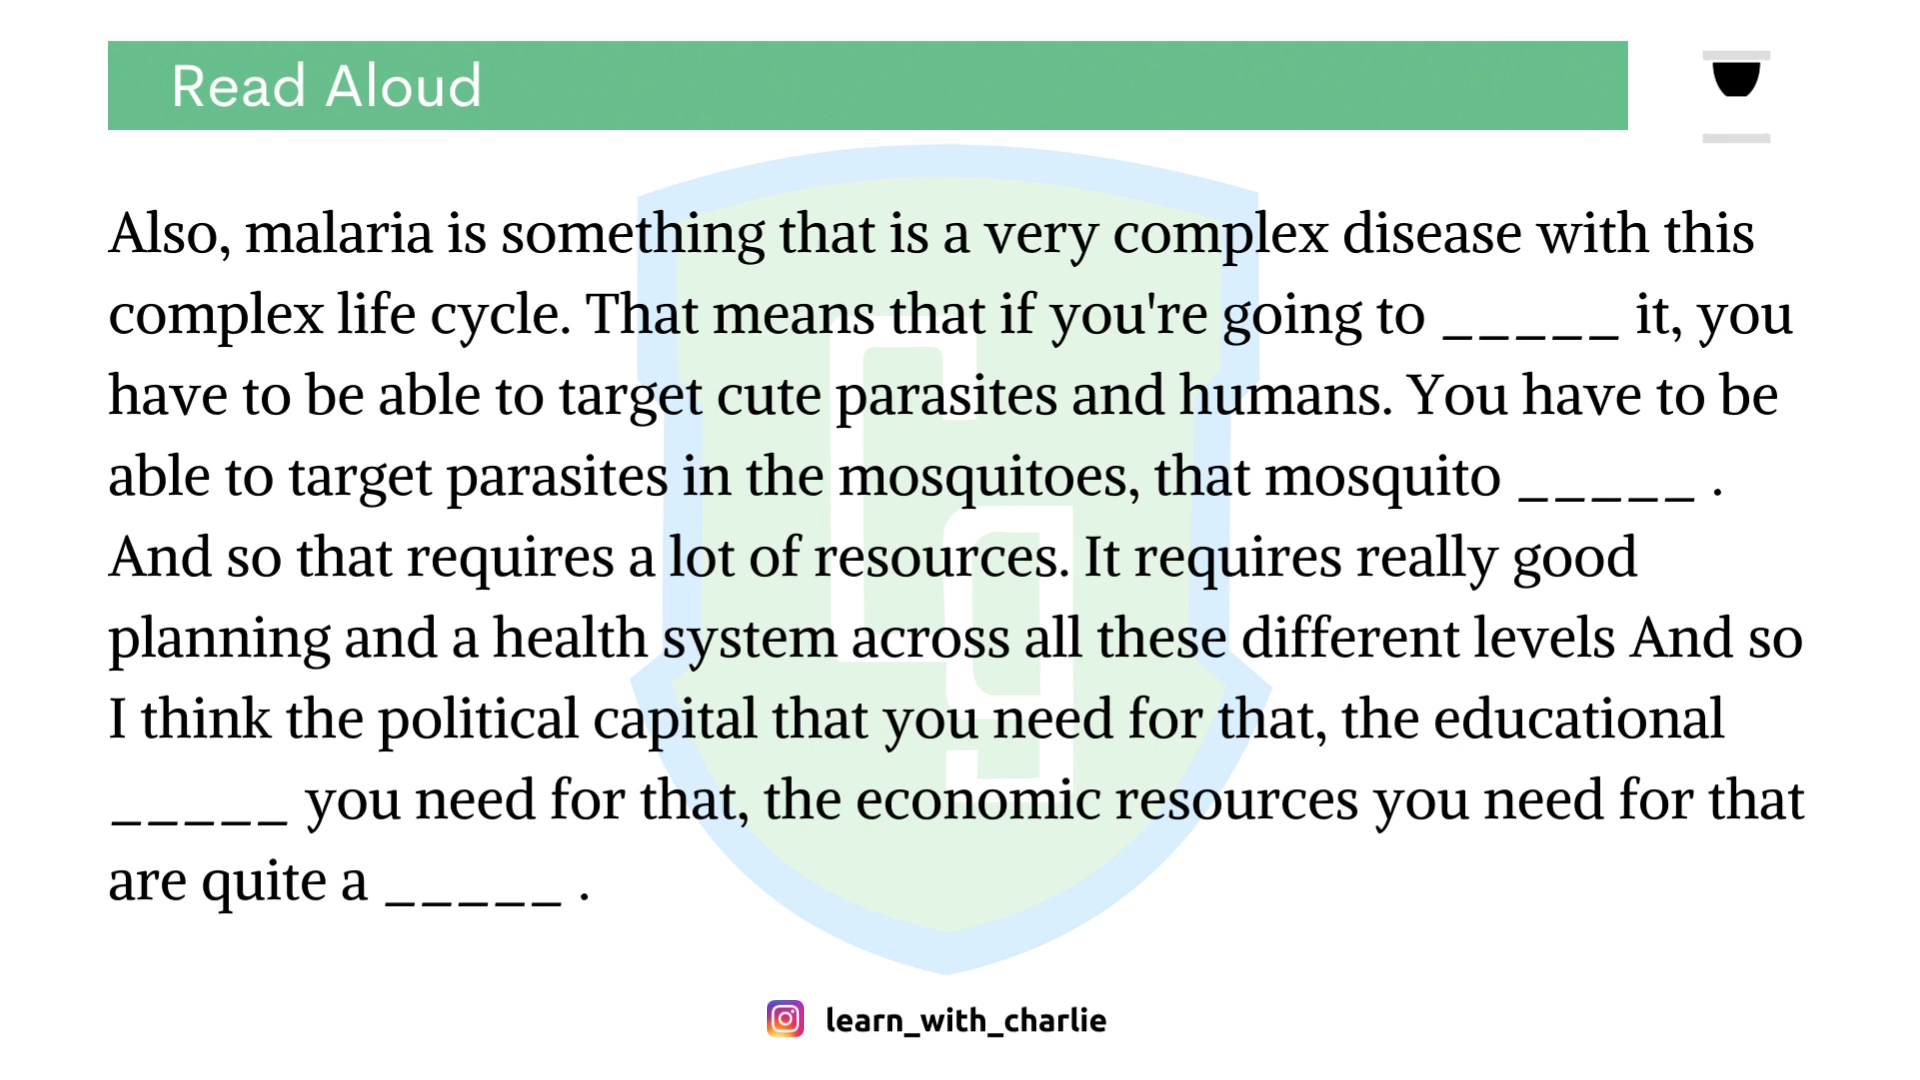 Read Aloud
Also, malaria is something that is a very complex disease with this
complex life cycle. That means that if you're going to _____ it, you
have to be able to target cute parasites and humans. You have to be
able to target parasites in the mosquitoes, that mosquito _____ .
And so that requires a lot of resources. It requires really good
planning and a health system across all these different levels And so
I think the political capital that you need for that, the educational
_____ you need for that, the economic resources you need for that
are quite a _____ .
learn_with_charlie